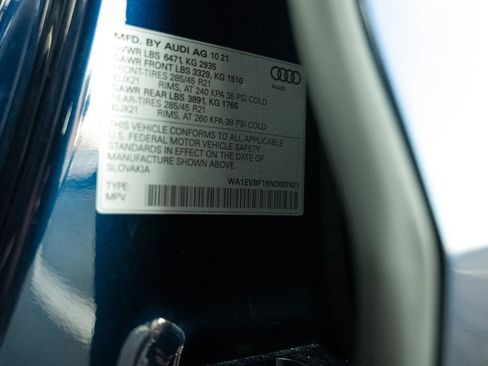 MFD. BY AUDI AG 10 21
GVWR LBS 6471, KG 2935
GAWR FRONT LBS 3329, KG 1510
FRONT-TIRES 285/45 R21
KJX21 RIMS, AT 240 KPA 35 PSI COLD
GAWR REAR LBS 3891, KG 1765
REAR-TIRES 285/45 R21
KJX21 RIMS, AT 260 KPA 38 PSI COLD
THIS VEHICLE CONFORMS TO ALL APPLICABLE
U.S. FEDERAL MOTOR VEHICLE SAFETY
STANDARDS IN EFFECT ON THE DATE OF
MANUFACTURE SHOWN ABOVE.
SLOVAKIA
WA1EVBF18ND007421
TYPE:
MPV
Audi